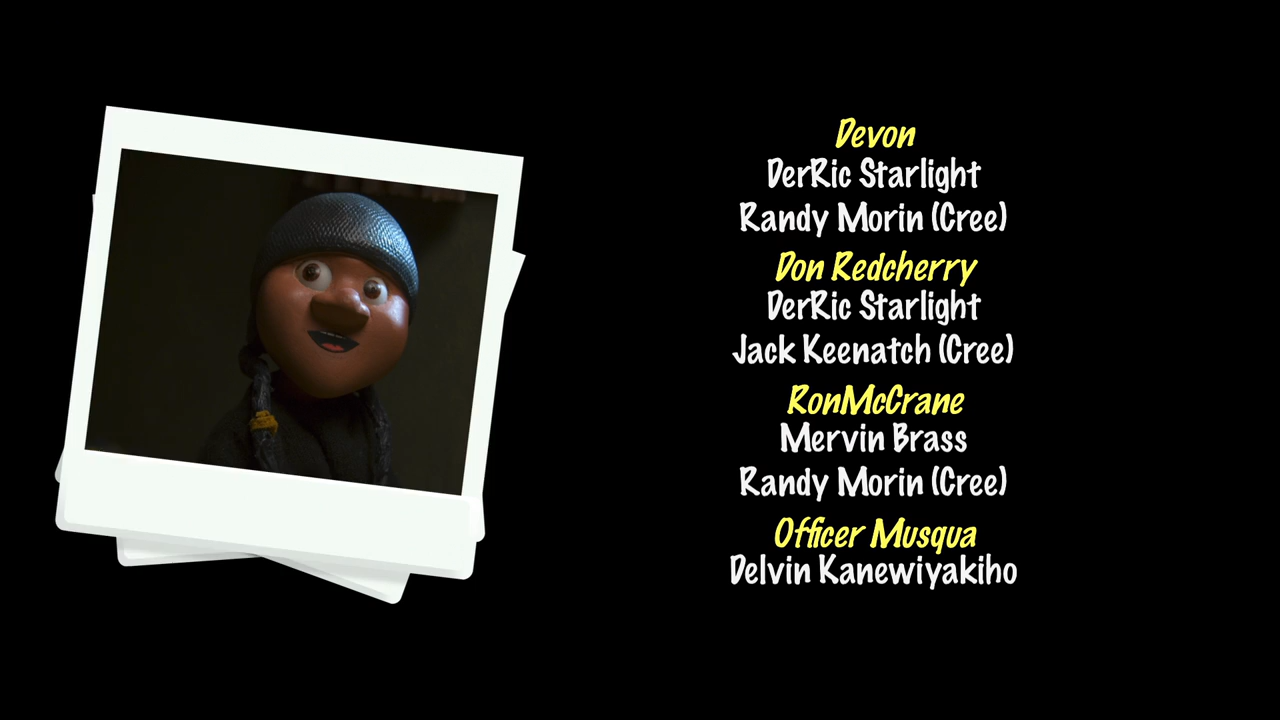 Devon
DerRic Starlight
Randy Morin (Cree)
Don Redcherry
DerRic Starlight
Jack Keenatch (Cree)
RonMcCrane
Mervin Brass
Randy Morin (Cree)
Officer Musqua
Delvin Kanewiyakiho